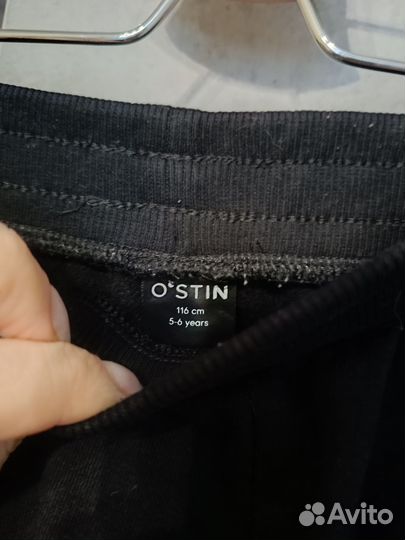 O'STIN
116 cm
5-6 years
Avito